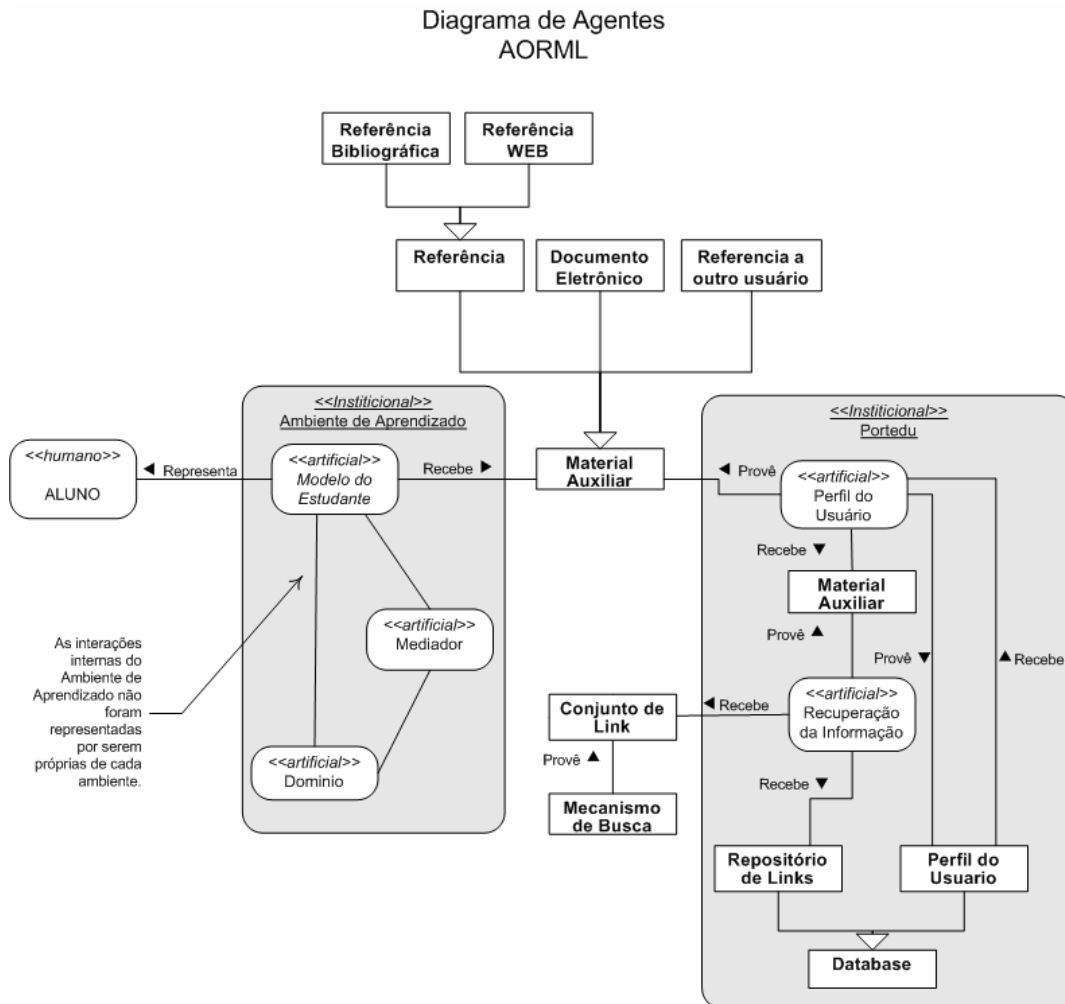 Diagrama de Agentes
AORML
Referência
Bibliográfica
Referência
WEB
Referência
Documento
Eletrônico
Referencia a
outro usuário
<<Insticional>>
Ambiente de Aprendizado
<<Insticional>>
Portedu
<<humano>>
ALUNO
◄ Representa
<<artificial>>
Modelo do
Estudante
Recebe ►
Material
Auxiliar
◄ Provê
<<artificial>>
Perfil do
Usuário
Recebe ▼
Material
Auxiliar
Provê ▲
<<artificial>>
Mediador
As interações
internas do
Ambiente de
Aprendizado não
foram
representadas
por serem
próprias de cada
ambiente.
Provê ▼
▲ Recebe
<<artificial>>
Recuperação
da Informação
◄ Recebe
Conjunto de
Link
Provê ▲
Mecanismo
de Busca
<<artificial>>
Dominio
Recebe ▼
Repositório
de Links
Perfil do
Usuario
Database